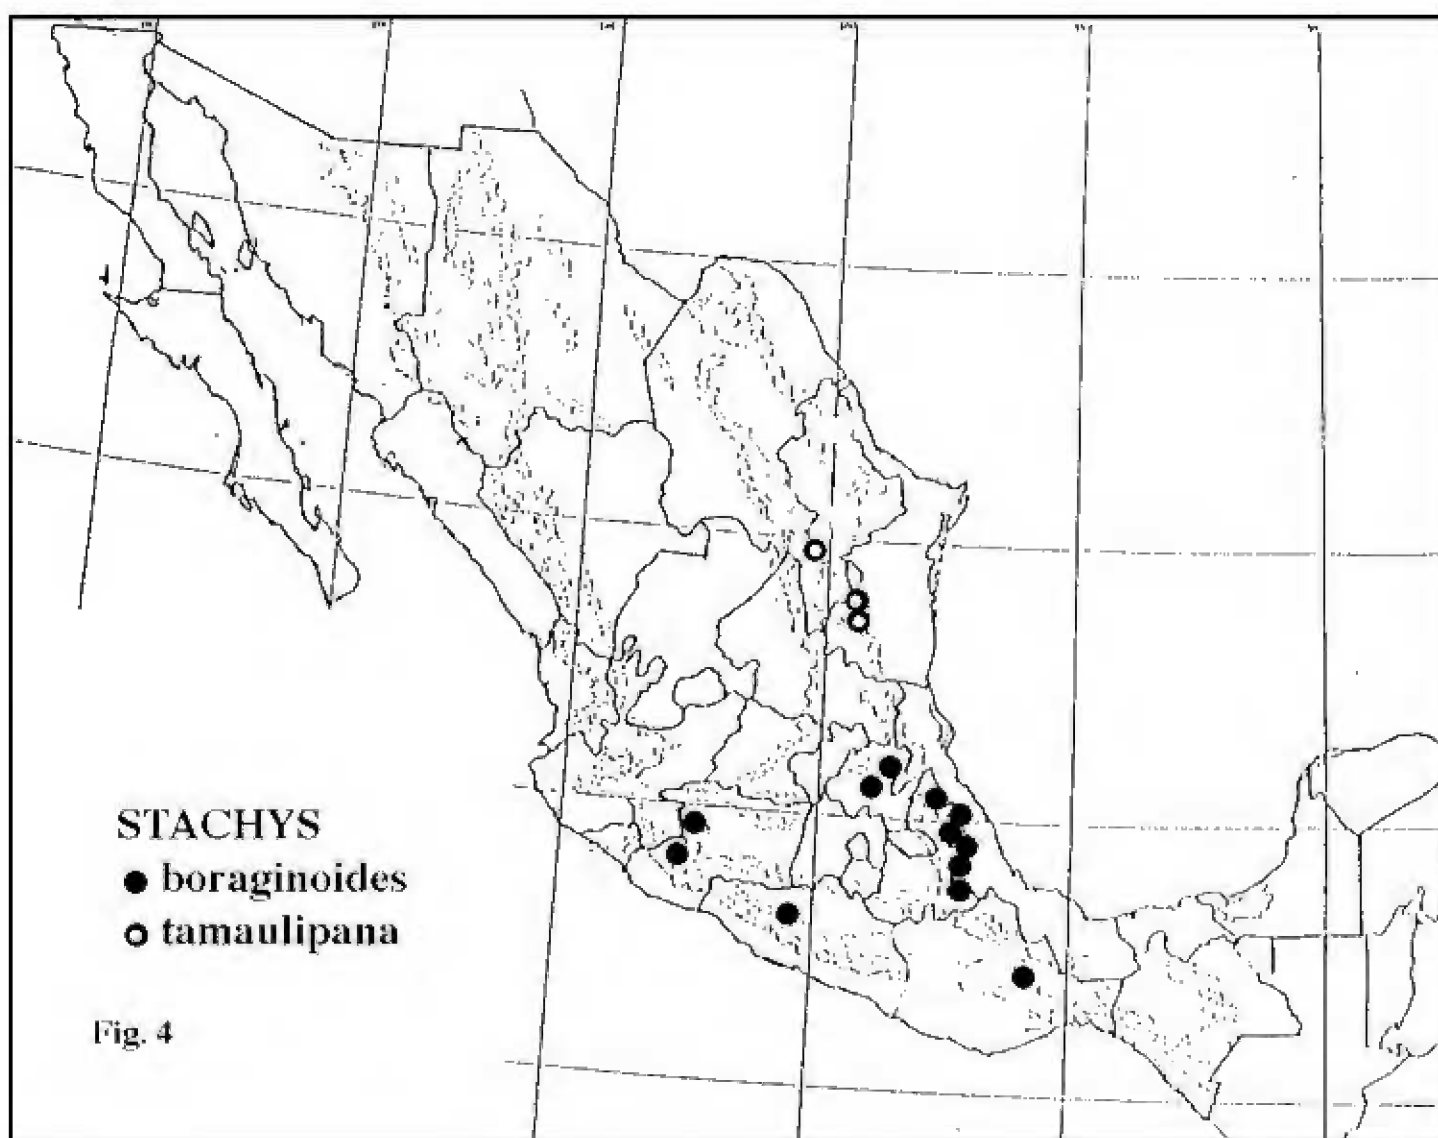 STACHYS
● boraginoides
○ tamaulipana
Fig. 4